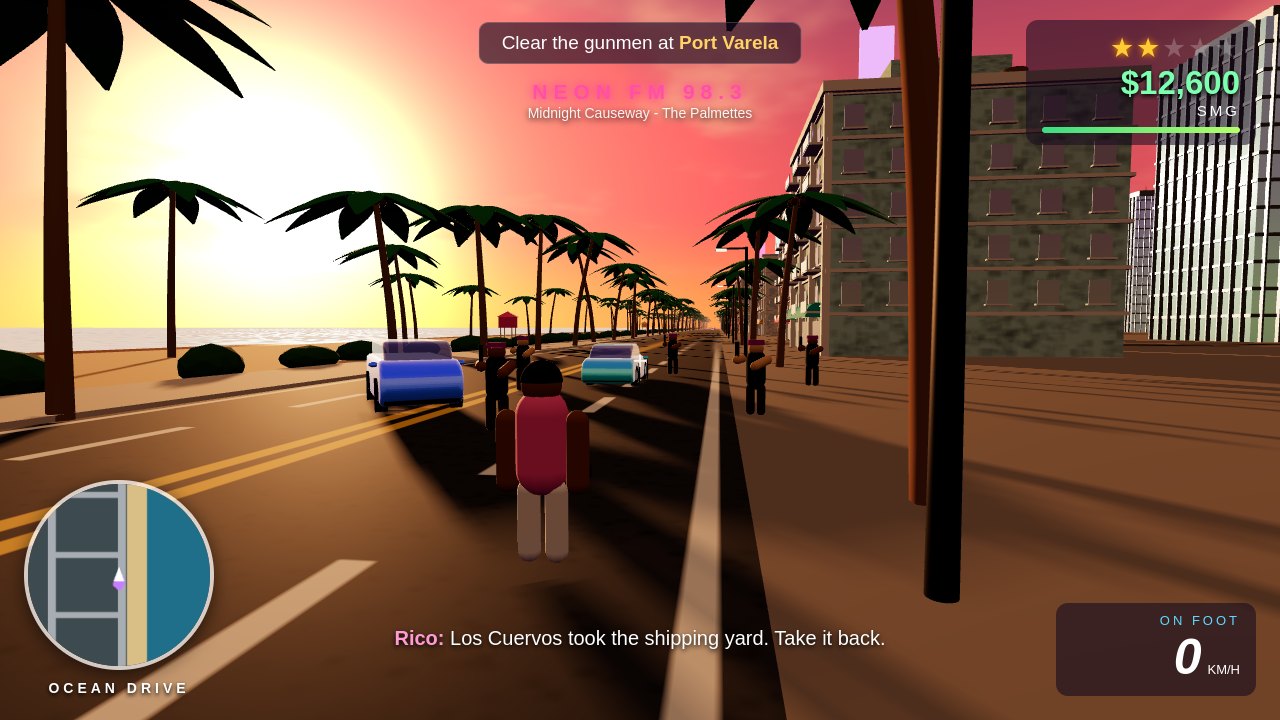 Clear the gunmen at Port Varela
NEON FM 98.3
Midnight Causeway - The Palmettes
$12,600
SMG
Rico: Los Cuervos took the shipping yard. Take it back.
OCEAN DRIVE
ON FOOT
0 KM/H